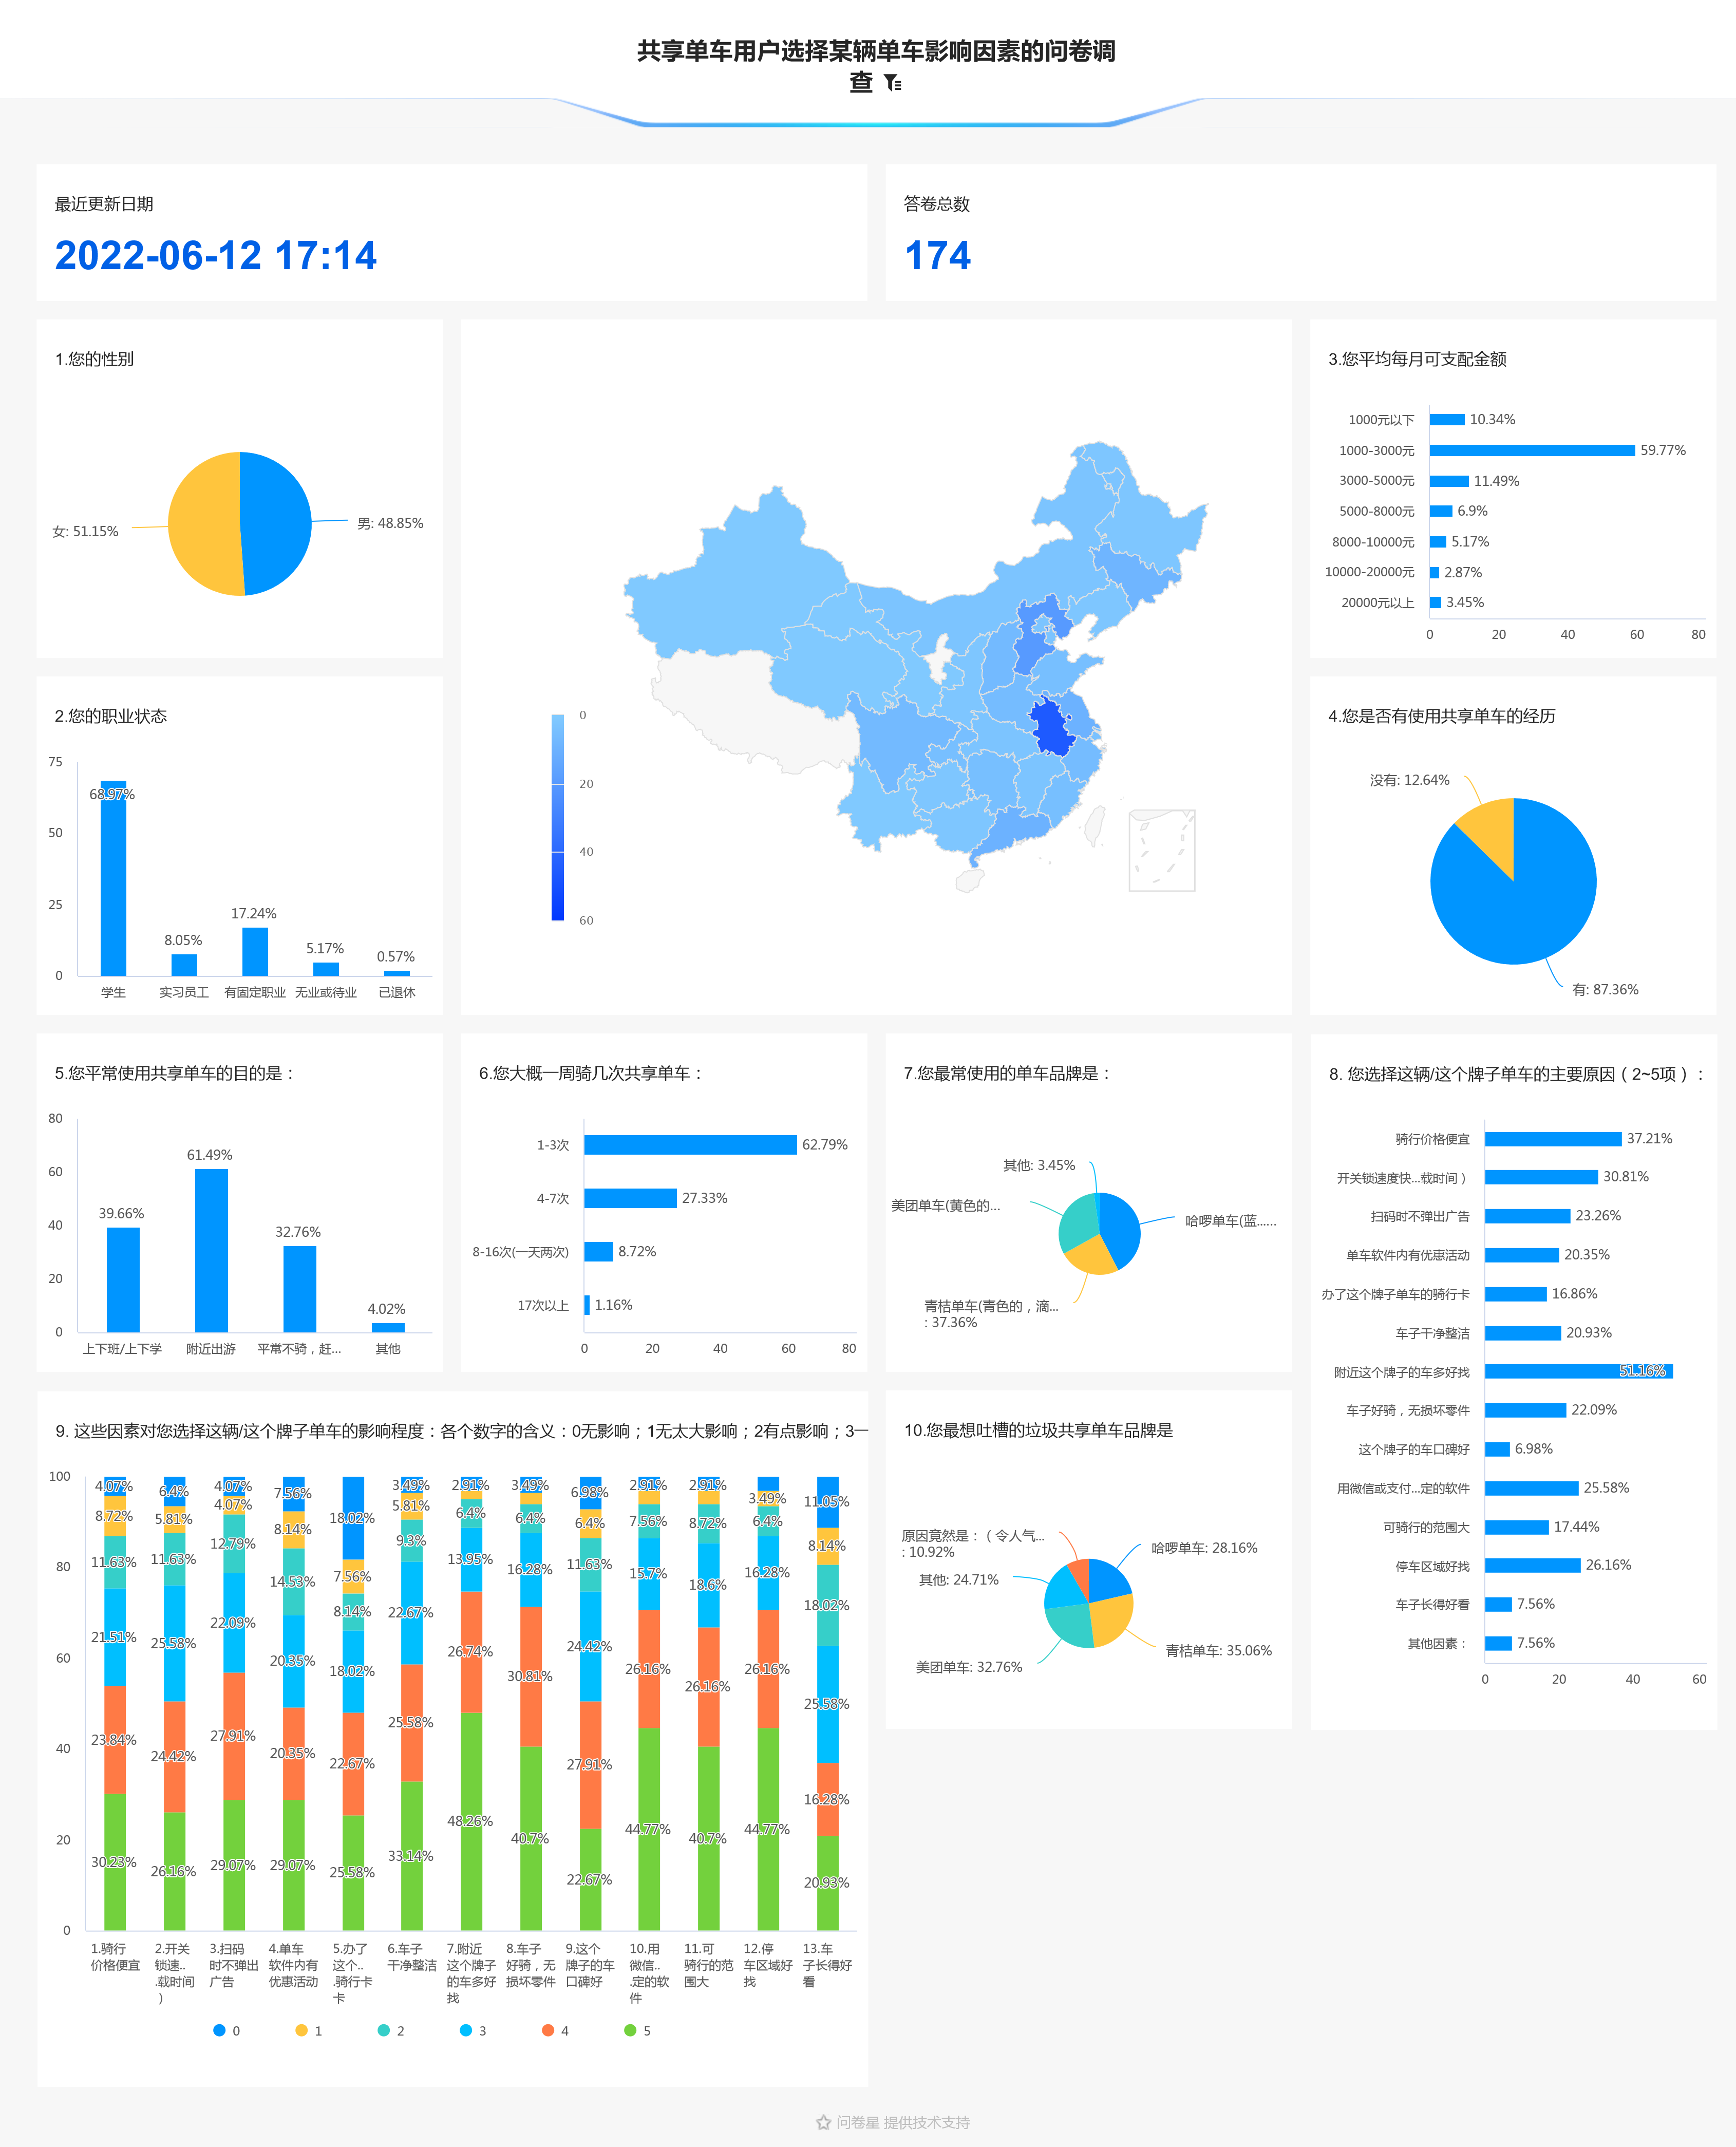 共享单车用户选择某辆单车影响因素的问卷调
查
最近更新日期
2022-06-12 17:14
答卷总数
174
1.您的性别
女: 51.15%
男: 48.85%
0
20
40
60
3.您平均每月可支配金额
1000元以下 10.34%
1000-3000元 59.77%
3000-5000元 11.49%
5000-8000元 6.9%
8000-10000元 5.17%
10000-20000元 2.87%
20000元以上 3.45%
0 20 40 60 80
2.您的职业状态
75
50
25
0
68.97%
8.05%
17.24%
5.17%
0.57%
学生 实习员工 有固定职业 无业或待业 已退休
4.您是否有使用共享单车的经历
没有: 12.64%
有: 87.36%
5.您平常使用共享单车的目的是：
80
60
40
20
0
39.66%
61.49%
32.76%
4.02%
上下班/上下学 附近出游 平常不骑，赶... 其他
6.您大概一周骑几次共享单车：
1-3次 62.79%
4-7次 27.33%
8-16次(一天两次) 8.72%
17次以上 1.16%
0 20 40 60 80
7.您最常使用的单车品牌是：
其他: 3.45%
美团单车(黄色的...
哈啰单车(蓝......
青桔单车(青色的，滴...
: 37.36%
8. 您选择这辆/这个牌子单车的主要原因（2~5项）：
骑行价格便宜 37.21%
开关锁速度快...载时间） 30.81%
扫码时不弹出广告 23.26%
单车软件内有优惠活动 20.35%
办了这个牌子单车的骑行卡 16.86%
车子干净整洁 20.93%
附近这个牌子的车多好找 51.16%
车子好骑，无损坏零件 22.09%
这个牌子的车口碑好 6.98%
用微信或支付...定的软件 25.58%
可骑行的范围大 17.44%
停车区域好找 26.16%
车子长得好看 7.56%
其他因素： 7.56%
0 20 40 60
9. 这些因素对您选择这辆/这个牌子单车的影响程度：各个数字的含义：0无影响；1无太大影响；2有点影响；3一
100
80
60
40
20
0
4.07% 8.72% 11.63% 21.51% 23.84% 30.23%
6.4% 5.81% 11.63% 25.58% 24.42% 26.16%
4.07% 4.07% 12.79% 22.09% 27.91% 29.07%
7.56% 8.14% 14.53% 20.35% 20.35% 29.07%
18.02% 7.56% 8.14% 18.02% 22.67% 25.58%
3.49% 5.81% 9.3% 22.67% 25.58% 33.14%
2.91% 6.4% 13.95% 26.74% 48.26%
3.49% 6.4% 16.28% 30.81% 40.7%
6.98% 6.4% 11.63% 24.42% 27.91% 22.67%
2.91% 7.56% 15.7% 26.16% 44.77%
2.91% 8.72% 18.6% 26.16% 40.7%
3.49% 6.4% 16.28% 26.16% 44.77%
11.05% 8.14% 18.02% 25.58% 16.28% 20.93%
1.骑行
价格便宜
2.开关
锁速..
.载时间
）
3.扫码
时不弹出
广告
4.单车
软件内有
优惠活动
5.办了
这个..
.骑行卡
卡
6.车子
干净整洁
7.附近
这个牌子
的车多好
找
8.车子
好骑，无
损坏零件
9.这个
牌子的车
口碑好
10.用
微信..
.定的软
件
11.可
骑行的范
围大
12.停
车区域好
找
13.车
子长得好
看
0 1 2 3 4 5
10.您最想吐槽的垃圾共享单车品牌是
原因竟然是：（令人气...
: 10.92%
哈啰单车: 28.16%
其他: 24.71%
青桔单车: 35.06%
美团单车: 32.76%
问卷星 提供技术支持